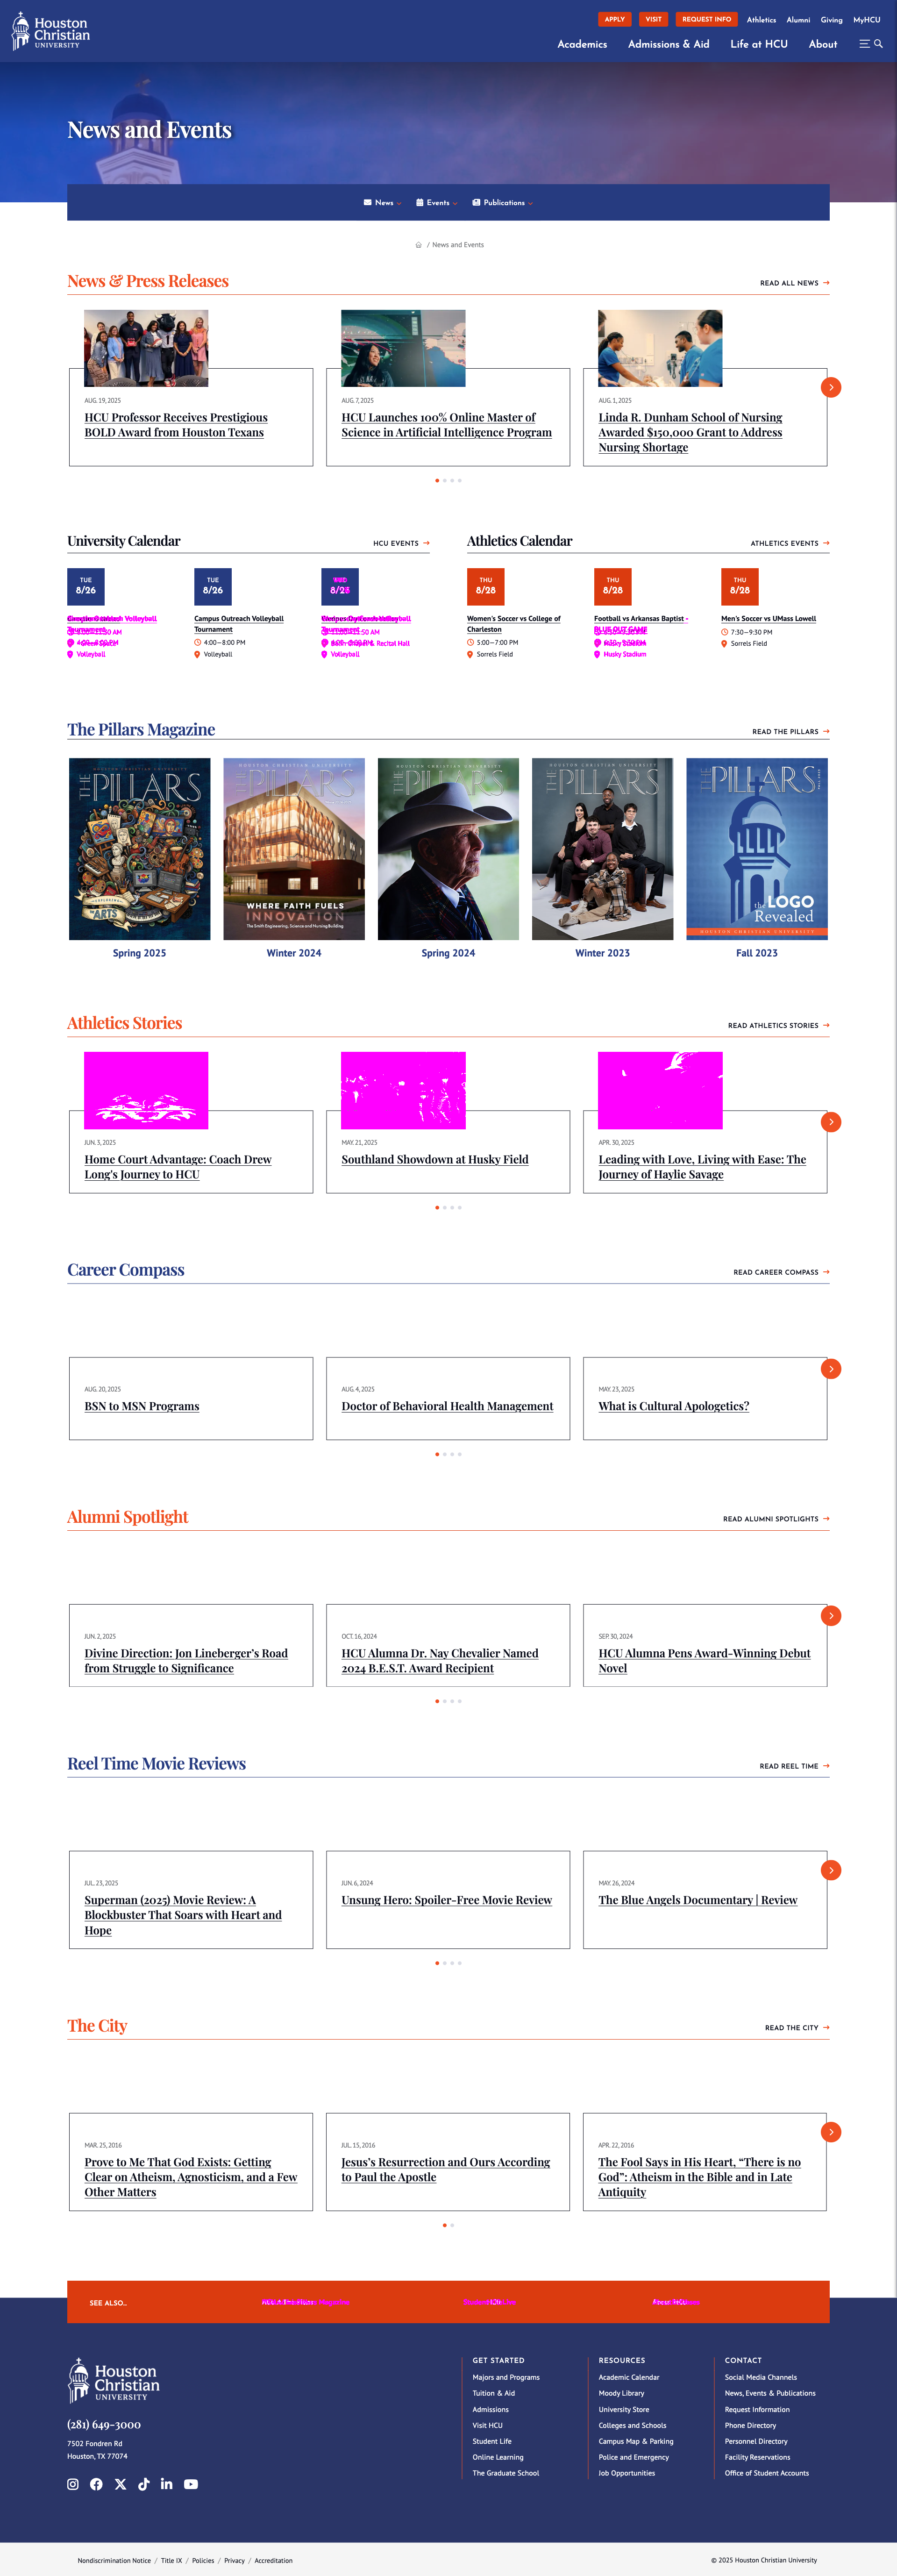 Houston
Christian
UNIVERSITY
APPLY
VISIT
REQUEST INFO
Athletics
Alumni
Giving
MyHCU
Academics
Admissions & Aid
Life at HCU
About
News and Events
News
Events
Publications
/ News and Events
News & Press Releases
READ ALL NEWS
AUG. 19, 2025
HCU Professor Receives Prestigious
BOLD Award from Houston Texans
AUG. 7, 2025
HCU Launches 100% Online Master of
Science in Artificial Intelligence Program
AUG. 1, 2025
Linda R. Dunham School of Nursing
Awarded $150,000 Grant to Address
Nursing Shortage
University Calendar
HCU EVENTS
TUE
8/26
Volleyball
TUE
8/26
Campus Outreach Volleyball
Tournament
4:00–8:00 PM
Volleyball
Volleyball
Athletics Calendar
ATHLETICS EVENTS
THU
8/28
Women's Soccer vs College of
Charleston
5:00–7:00 PM
Sorrels Field
THU
8/28
Football vs Arkansas Baptist -
BLUE OUT GAME
Husky Stadium
THU
8/28
Men's Soccer vs UMass Lowell
7:30–9:30 PM
Sorrels Field
The Pillars Magazine
READ THE PILLARS
HOUSTON CHRISTIAN UNIVERSITY
THE PILLARS
ARTS
Spring 2025
HOUSTON CHRISTIAN UNIVERSITY
THE PILLARS
WHERE FAITH FUELS
INNOVATION
The Smith Engineering, Science and Nursing Building
Winter 2024
HOUSTON CHRISTIAN UNIVERSITY
THE PILLARS
Spring 2024
HOUSTON CHRISTIAN UNIVERSITY
THE PILLARS
Winter 2023
THE PILLARS
the LOGO
Revealed
HOUSTON CHRISTIAN UNIVERSITY
Fall 2023
Athletics Stories
READ ATHLETICS STORIES
JUN. 3, 2025
Home Court Advantage: Coach Drew
Long's Journey to HCU
MAY. 21, 2025
Southland Showdown at Husky Field
APR. 30, 2025
Leading with Love, Living with Ease: The
Journey of Haylie Savage
Career Compass
READ CAREER COMPASS
AUG. 20, 2025
BSN to MSN Programs
AUG. 4, 2025
Doctor of Behavioral Health Management
MAY. 23, 2025
What is Cultural Apologetics?
Alumni Spotlight
READ ALUMNI SPOTLIGHTS
JUN. 2, 2025
Divine Direction: Jon Lineberger's Road
from Struggle to Significance
OCT. 16, 2024
HCU Alumna Dr. Nay Chevalier Named
2024 B.E.S.T. Award Recipient
SEP. 30, 2024
HCU Alumna Pens Award-Winning Debut
Novel
Reel Time Movie Reviews
READ REEL TIME
JUL. 23, 2025
Superman (2025) Movie Review: A
Blockbuster That Soars with Heart and
Hope
JUN. 6, 2024
Unsung Hero: Spoiler-Free Movie Review
MAY. 26, 2024
The Blue Angels Documentary | Review
The City
READ THE CITY
MAR. 25, 2016
Prove to Me That God Exists: Getting
Clear on Atheism, Agnosticism, and a Few
Other Matters
JUL. 15, 2016
Jesus's Resurrection and Ours According
to Paul the Apostle
APR. 22, 2016
The Fool Says in His Heart, “There is no
God”: Atheism in the Bible and in Late
Antiquity
SEE ALSO...
Houston
Christian
UNIVERSITY
(281) 649-3000
7502 Fondren Rd
Houston, TX 77074
GET STARTED
Majors and Programs
Tuition & Aid
Admissions
Visit HCU
Student Life
Online Learning
The Graduate School
RESOURCES
Academic Calendar
Moody Library
University Store
Colleges and Schools
Campus Map & Parking
Police and Emergency
Job Opportunities
CONTACT
Social Media Channels
News, Events & Publications
Request Information
Phone Directory
Personnel Directory
Facility Reservations
Office of Student Accounts
Nondiscrimination Notice / Title IX / Policies / Privacy / Accreditation
© 2025 Houston Christian University